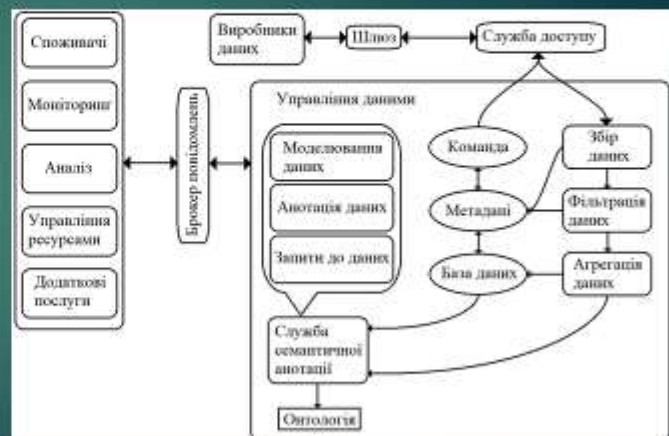 Споживачі
Моніторинг
Аналіз
Управління
ресурсами
Додаткові
послуги
Брокер повідомлень
Виробники
даних
Шлюз
Служба доступу
Управління даними
Моделювання
даних
Анотація даних
Запити до даних
Служба
семантичної
анотації
Онтологія
Команда
Метадані
База даних
Збір
даних
Фільтрація
даних
Агрегація
даних